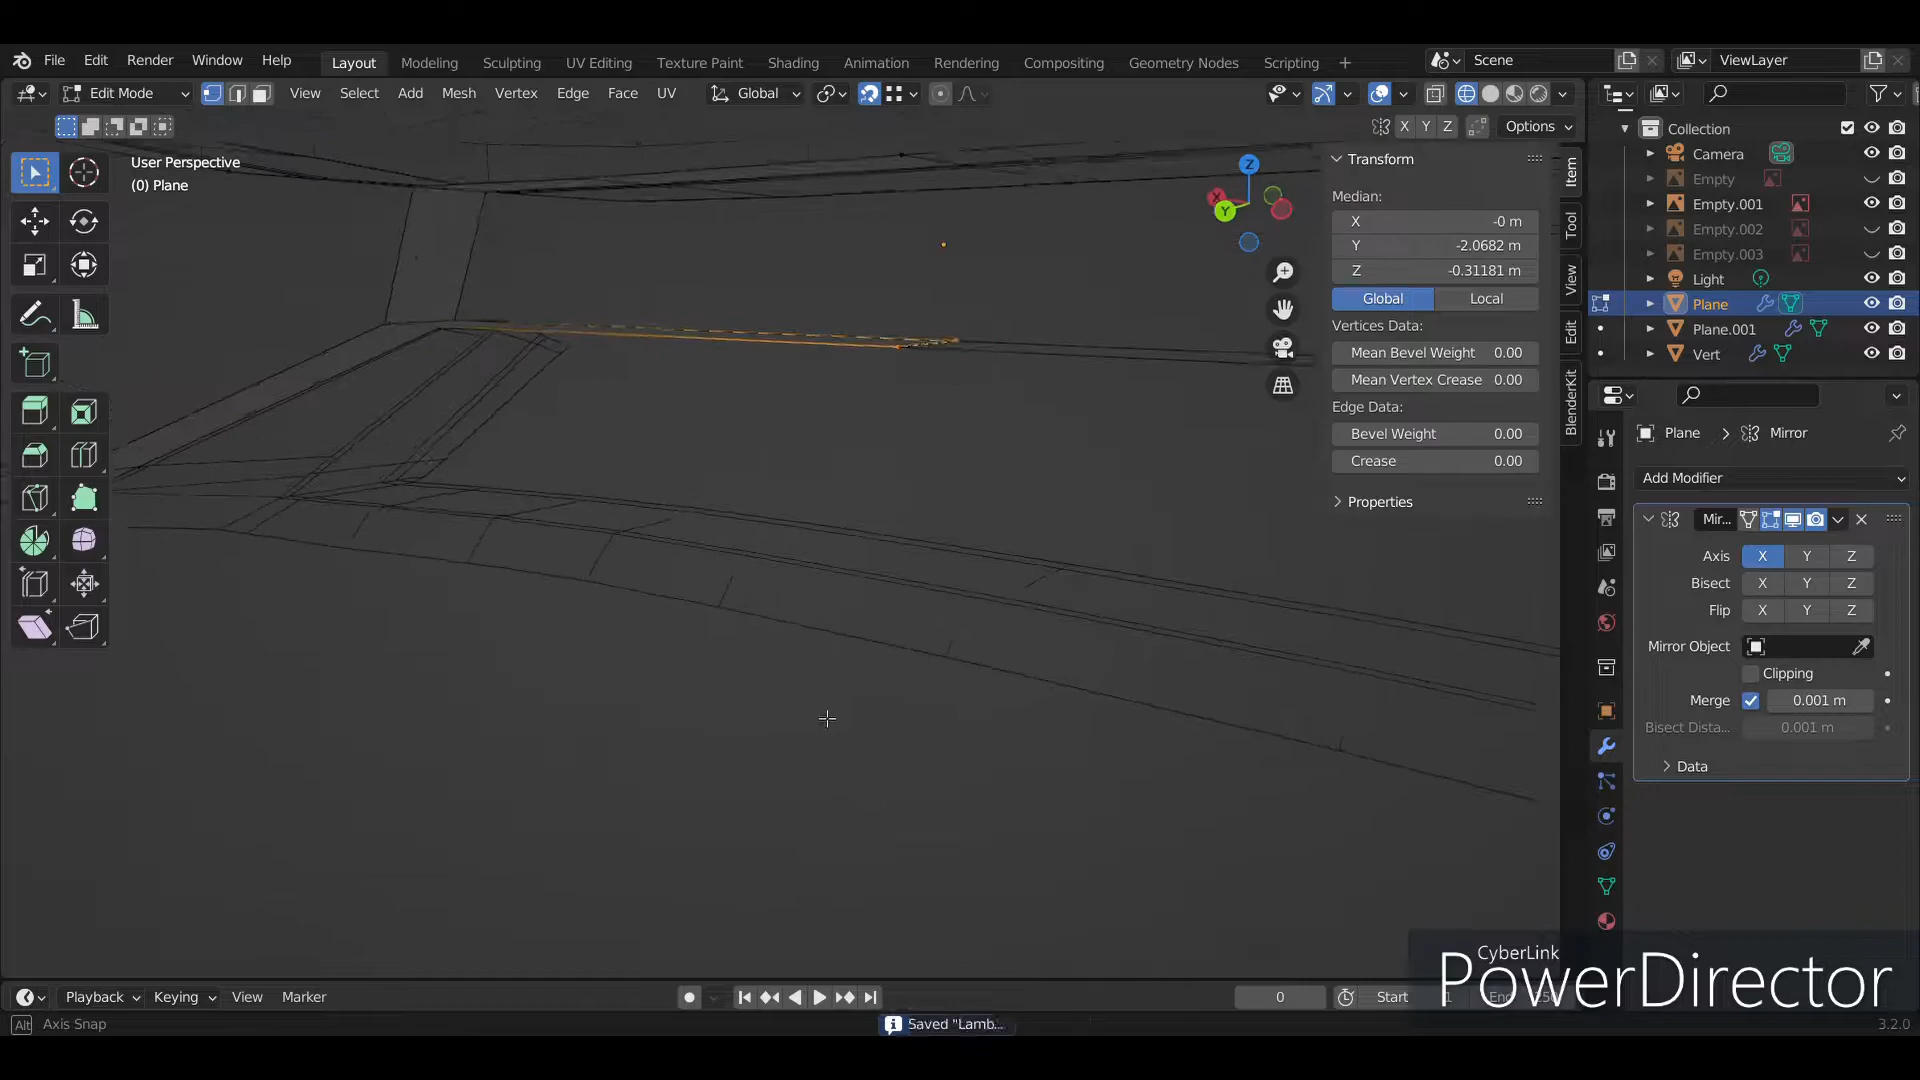 File Edit Render Window Help Layout Modeling Sculpting UV Editing Texture Paint Shading Animation Rendering Compositing Geometry Nodes Scripting + Scene ViewLayer
Edit Mode View Select Add Mesh Vertex Edge Face UV Global
X Y Z Options
User Perspective
(0) Plane
Z
X
Y
Transform
Median:
X -0 m
Y -2.0682 m
Z -0.31181 m
Global Local
Vertices Data:
Mean Bevel Weight 0.00
Mean Vertex Crease 0.00
Edge Data:
Bevel Weight 0.00
Crease 0.00
Properties
Item
Tool
View
Edit
BlenderKit
Collection
Camera
Empty
Empty.001
Empty.002
Empty.003
Light
Plane
Plane.001
Vert
Plane > Mirror
Add Modifier
Mir...
Axis X Y Z
Bisect X Y Z
Flip X Y Z
Mirror Object
Clipping
Merge 0.001 m
Bisect Dista... 0.001 m
Data
CyberLink
PowerDirector
Playback Keying View Marker 0 Start 1 End
Alt Axis Snap Saved "Lamb... 3.2.0